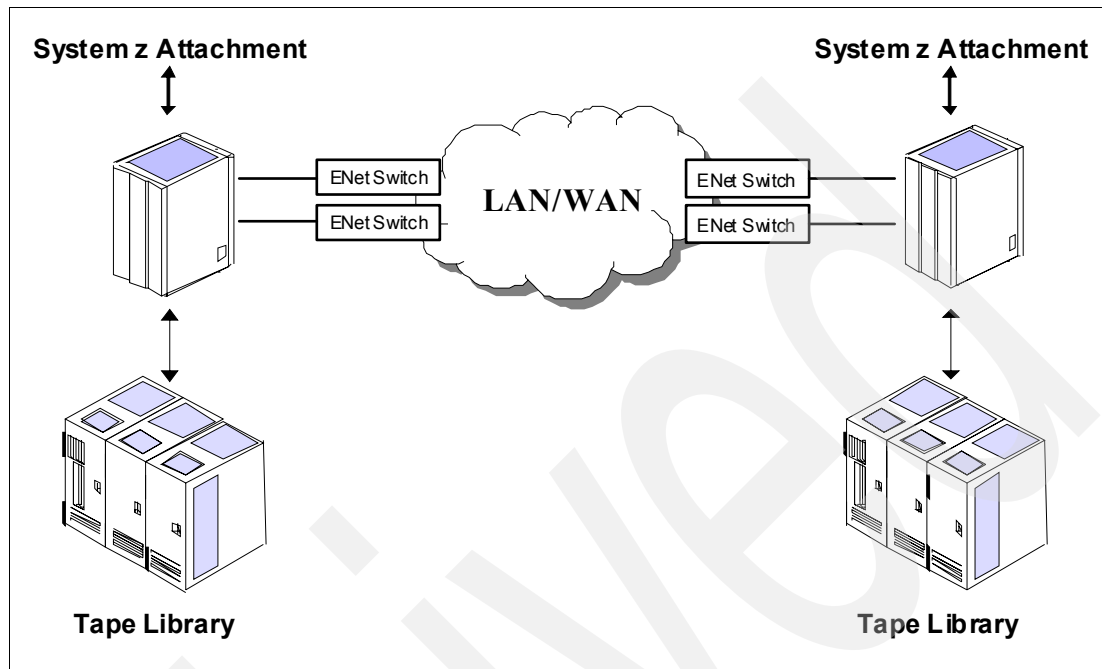 System z Attachment
System z Attachment
ENet Switch
ENet Switch
LAN/WAN
ENet Switch
ENet Switch
Tape Library
Tape Library